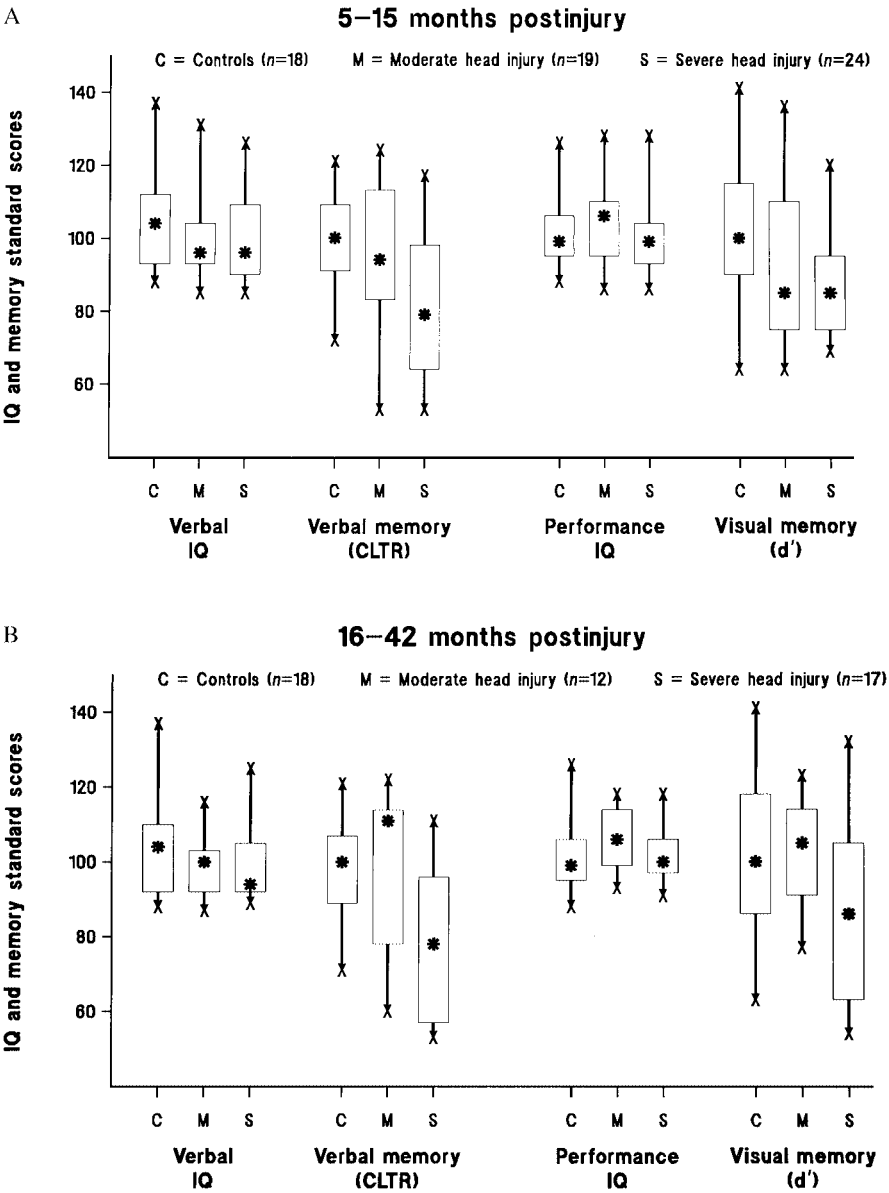 A
5–15 months postinjury
C = Controls (n=18) M = Moderate head injury (n=19) S = Severe head injury (n=24)
IQ and memory standard scores
140
120
100
80
60
C M S C M S C M S C M S
Verbal IQ
Verbal memory (CLTR)
Performance IQ
Visual memory (d′)
B
16–42 months postinjury
C = Controls (n=18) M = Moderate head injury (n=12) S = Severe head injury (n=17)
IQ and memory standard scores
140
120
100
80
60
C M S C M S C M S C M S
Verbal IQ
Verbal memory (CLTR)
Performance IQ
Visual memory (d′)